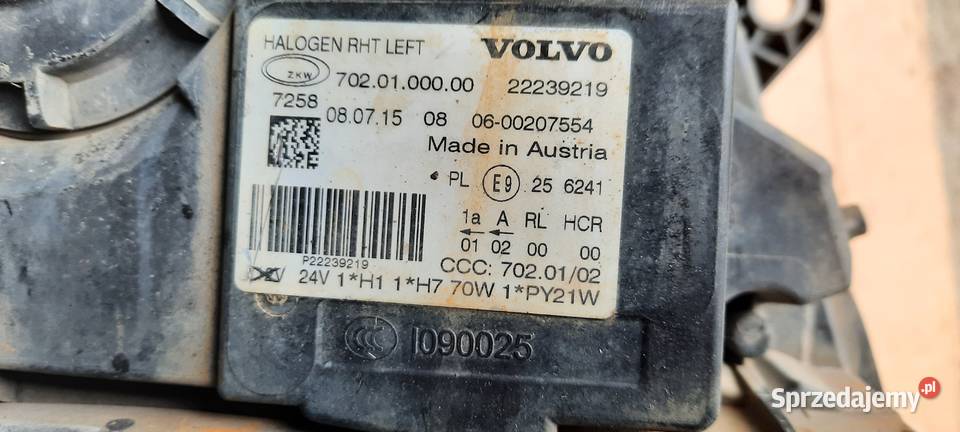 HALOGEN RHT LEFT VOLVO
ZKW 702.01.000.00 22239219
7258 08.07.15 08 06-00207554
Made in Austria
PL E9 25 6241
1a A RL HCR
01 02 00 00
P22239219 CCC: 702.01/02
24V 1*H1 1*H7 70W 1*PY21W
CCC I090025
Sprzedajemy.pl